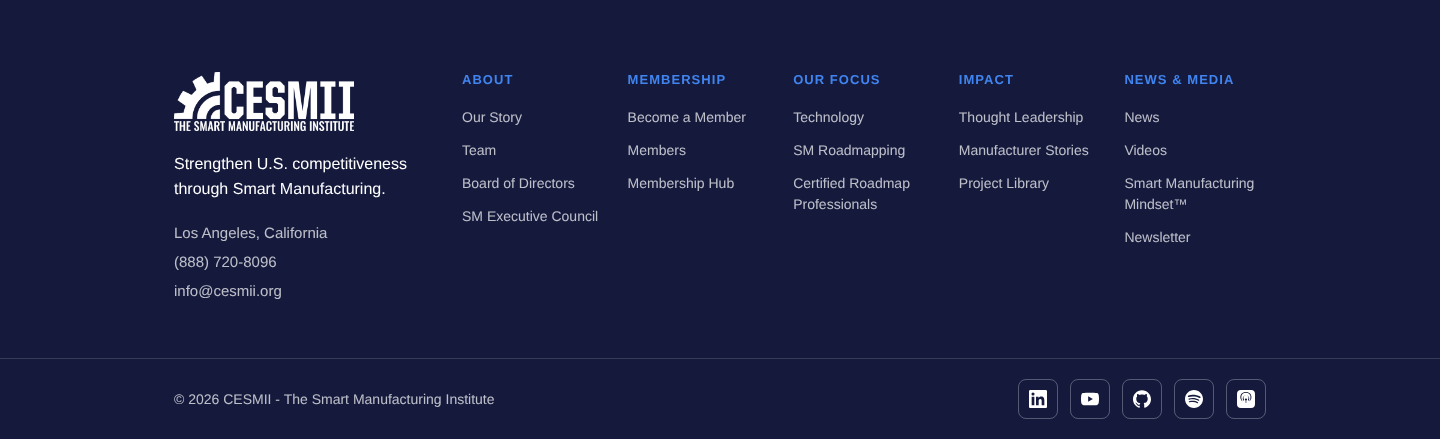 CESMII
THE SMART MANUFACTURING INSTITUTE
Strengthen U.S. competitiveness
through Smart Manufacturing.
Los Angeles, California
(888) 720-8096
info@cesmii.org
ABOUT
Our Story
Team
Board of Directors
SM Executive Council
MEMBERSHIP
Become a Member
Members
Membership Hub
OUR FOCUS
Technology
SM Roadmapping
Certified Roadmap
Professionals
IMPACT
Thought Leadership
Manufacturer Stories
Project Library
NEWS & MEDIA
News
Videos
Smart Manufacturing
Mindset™
Newsletter
© 2026 CESMII - The Smart Manufacturing Institute
in